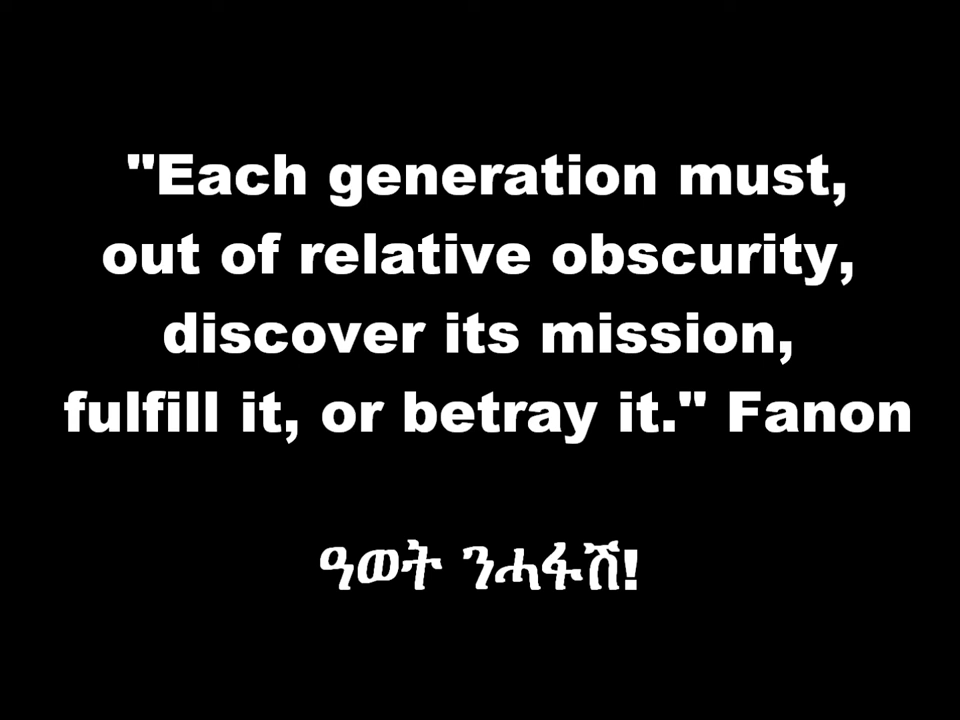 "Each generation must,
out of relative obscurity,
discover its mission,
fulfill it, or betray it." Fanon
ዓወት ንሓፋሽ!